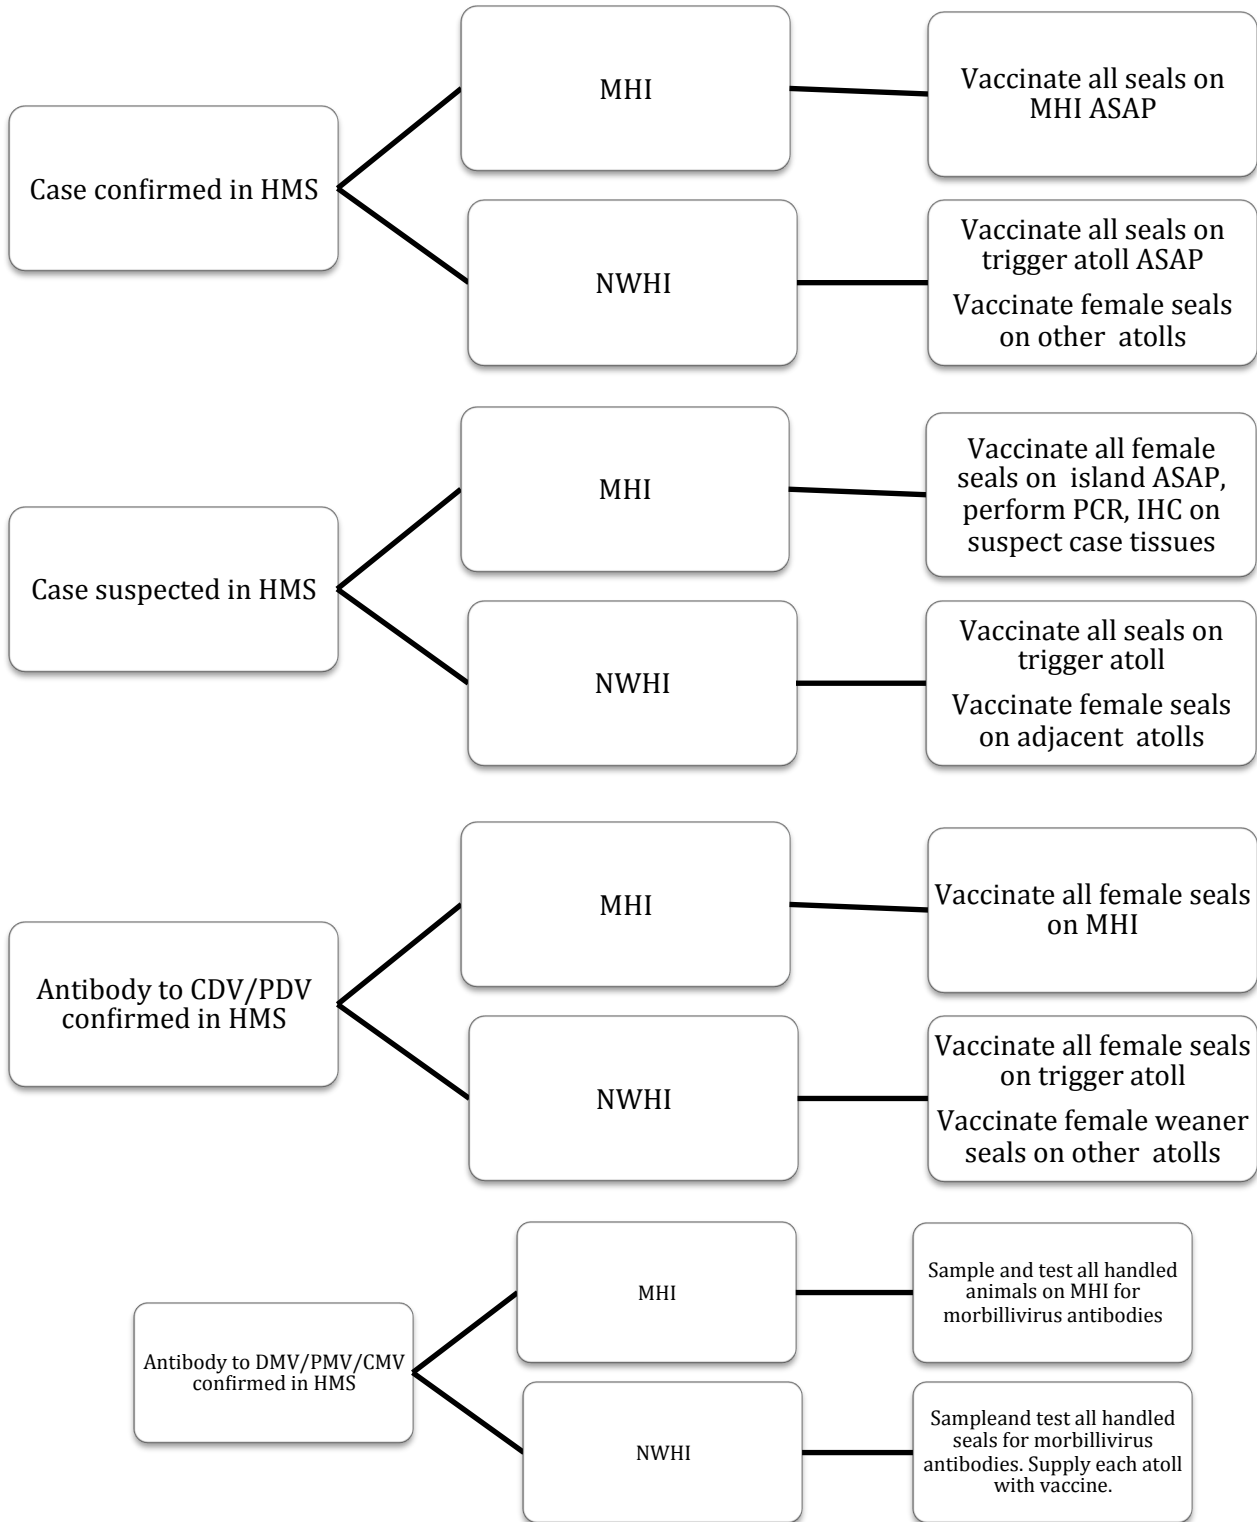 Case confirmed in HMS
MHI
Vaccinate all seals on
MHI ASAP
NWHI
Vaccinate all seals on
trigger atoll ASAP
Vaccinate female seals
on other atolls
Case suspected in HMS
MHI
Vaccinate all female
seals on island ASAP,
perform PCR, IHC on
suspect case tissues
NWHI
Vaccinate all seals on
trigger atoll
Vaccinate female seals
on adjacent atolls
Antibody to CDV/PDV
confirmed in HMS
MHI
Vaccinate all female seals
on MHI
NWHI
Vaccinate all female seals
on trigger atoll
Vaccinate female weaner
seals on other atolls
Antibody to DMV/PMV/CMV
confirmed in HMS
MHI
Sample and test all handled
animals on MHI for
morbillivirus antibodies
NWHI
Sampleand test all handled
seals for morbillivirus
antibodies. Supply each atoll
with vaccine.